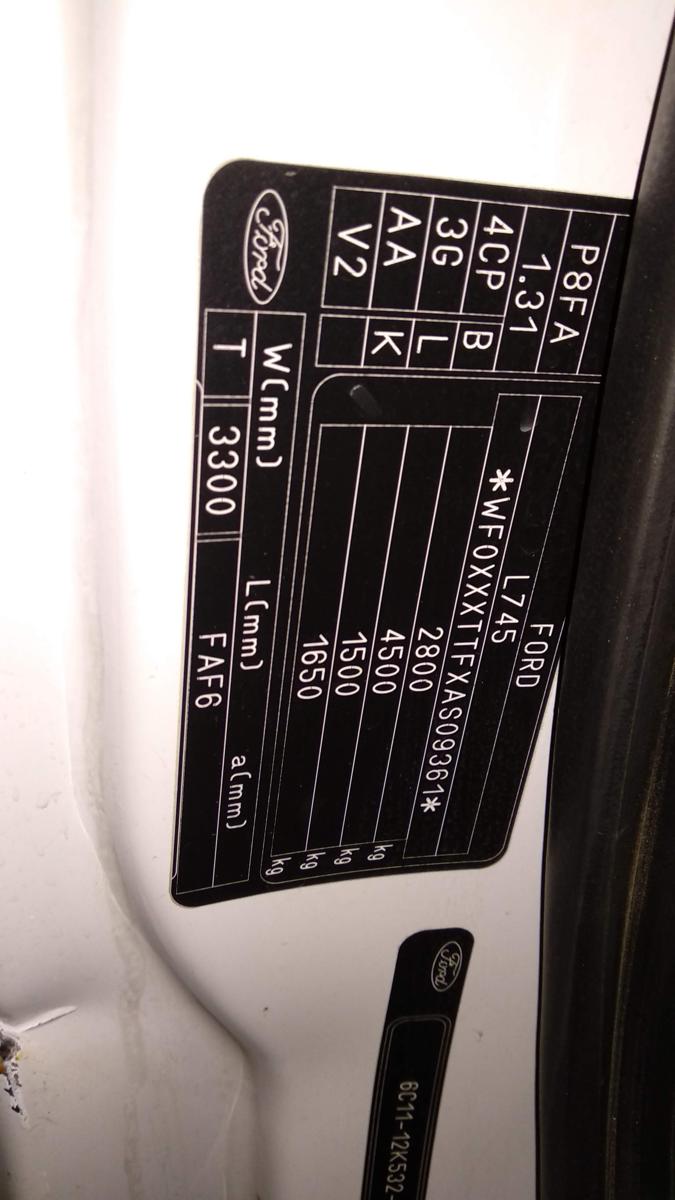 FORD
L745
*WF0XXXTTFXAS09361*
2800 kg
4500 kg
1500 kg
1650 kg
P8FA
1.31
4CP B
3G L
AA K
V2
W(mm) L(mm) a(mm)
T 3300 FAF6
Ford
Ford
6C11-12K532-